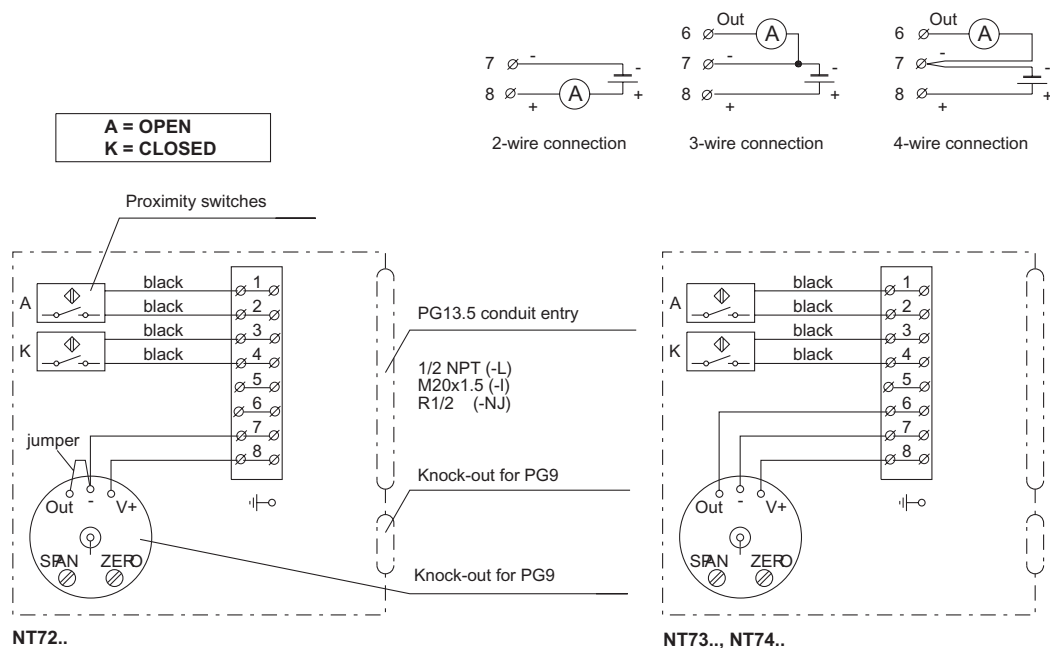 7 -
8 + A
- +
2-wire connection
6 Out A
7 -
8 +
- +
3-wire connection
6 Out A
7 -
8 +
- +
4-wire connection
A = OPEN
K = CLOSED
Proximity switches
A
black 1
black 2
K
black 3
black 4
5
6
7
8
jumper
Out - V+
SPAN ZERO
NT72..
PG13.5 conduit entry
1/2 NPT (-L)
M20x1.5 (-I)
R1/2 (-NJ)
Knock-out for PG9
Knock-out for PG9
A
black 1
black 2
K
black 3
black 4
5
6
7
8
Out - V+
SPAN ZERO
NT73.., NT74..